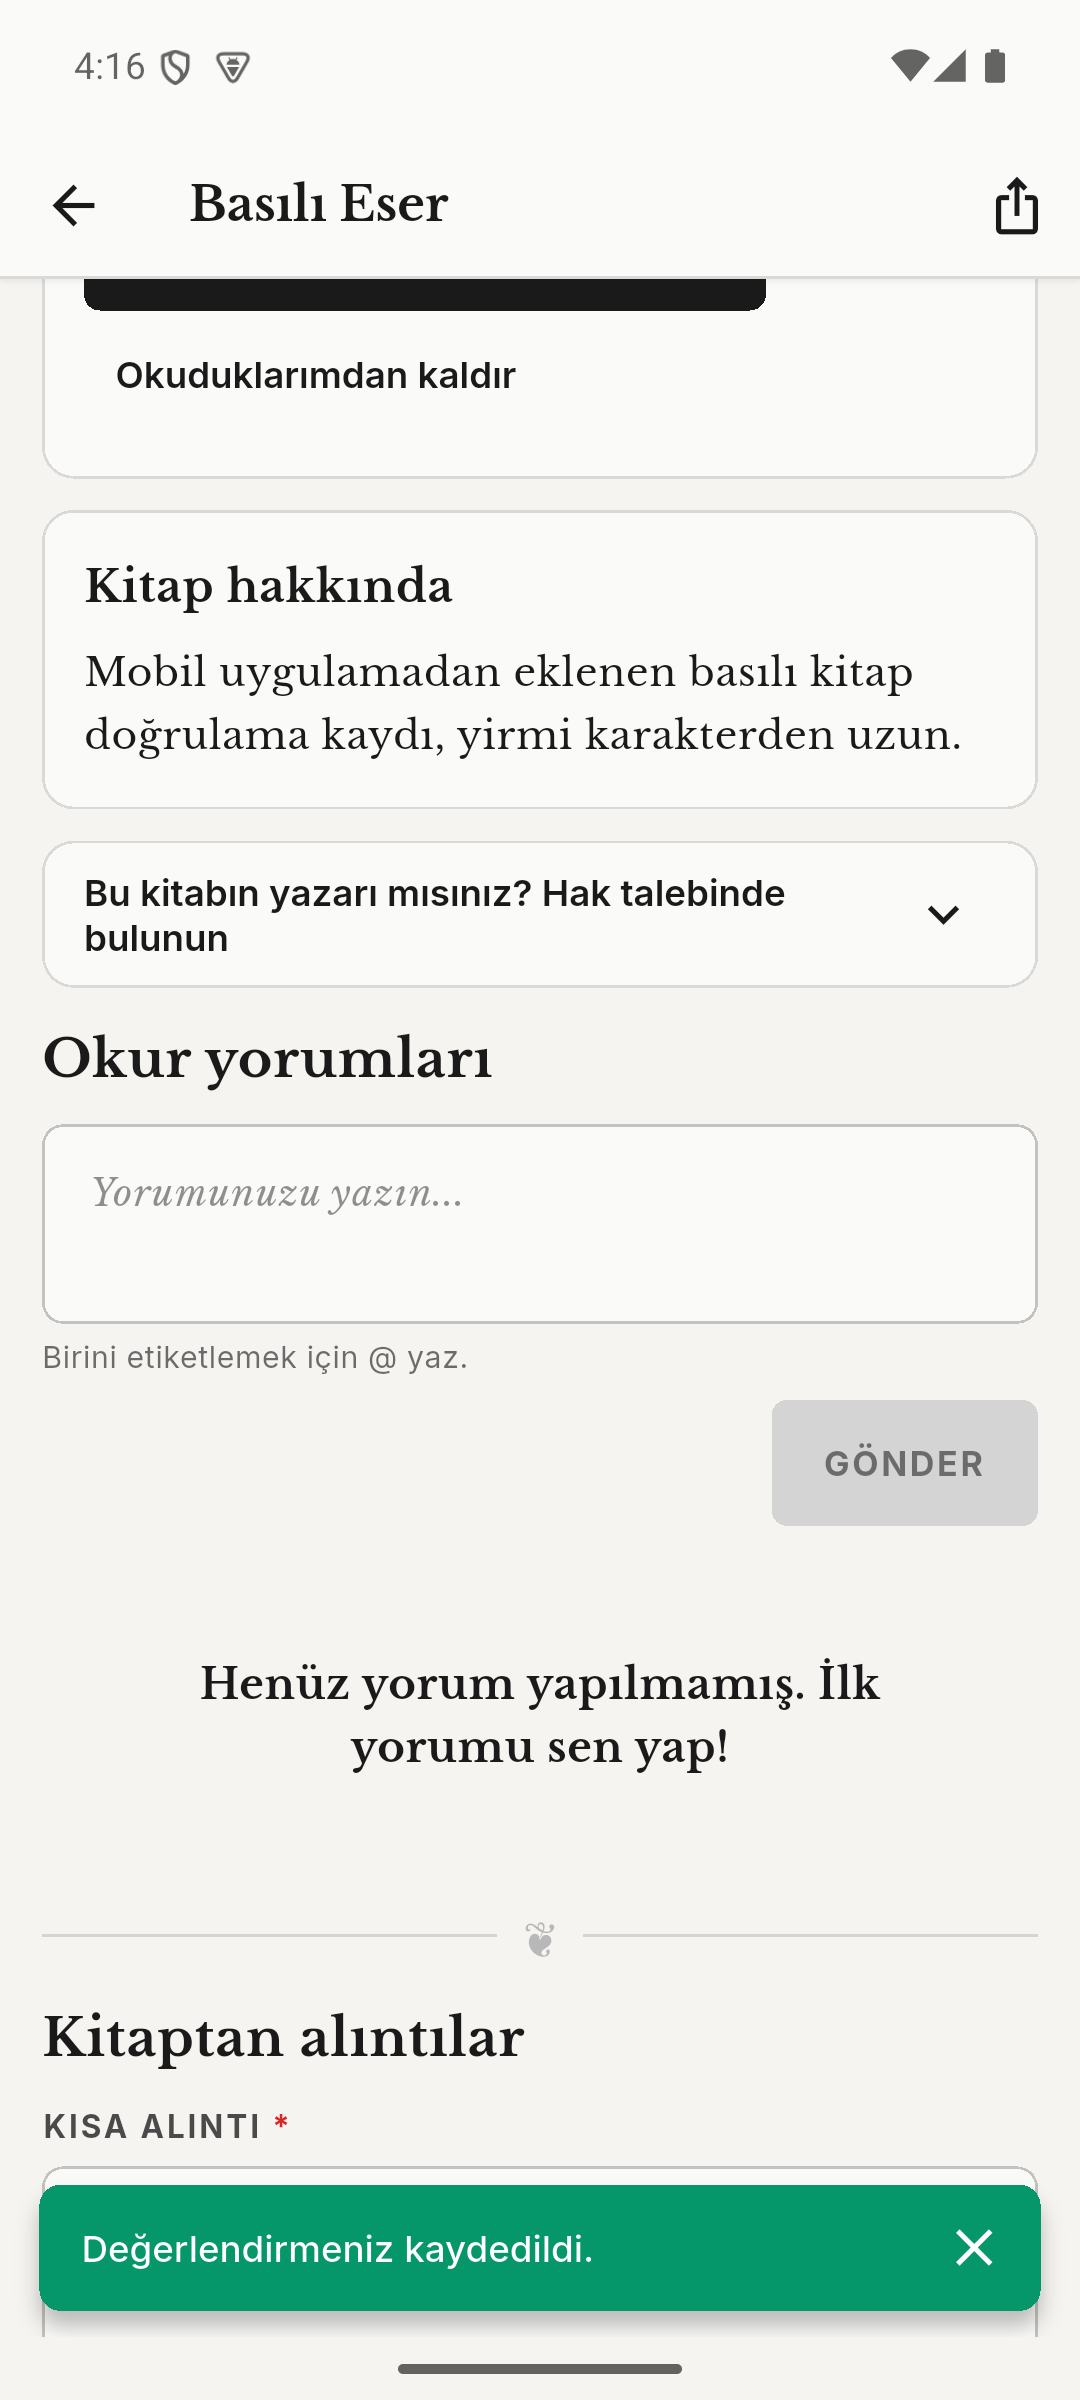 4:16
Basılı Eser
Okuduklarımdan kaldır
Kitap hakkında
Mobil uygulamadan eklenen basılı kitap
doğrulama kaydı, yirmi karakterden uzun.
Bu kitabın yazarı mısınız? Hak talebinde
bulunun
Okur yorumları
Yorumunuzu yazın...
Birini etiketlemek için @ yaz.
GÖNDER
Henüz yorum yapılmamış. İlk
yorumu sen yap!
Kitaptan alıntılar
KISA ALINTI *
Değerlendirmeniz kaydedildi.